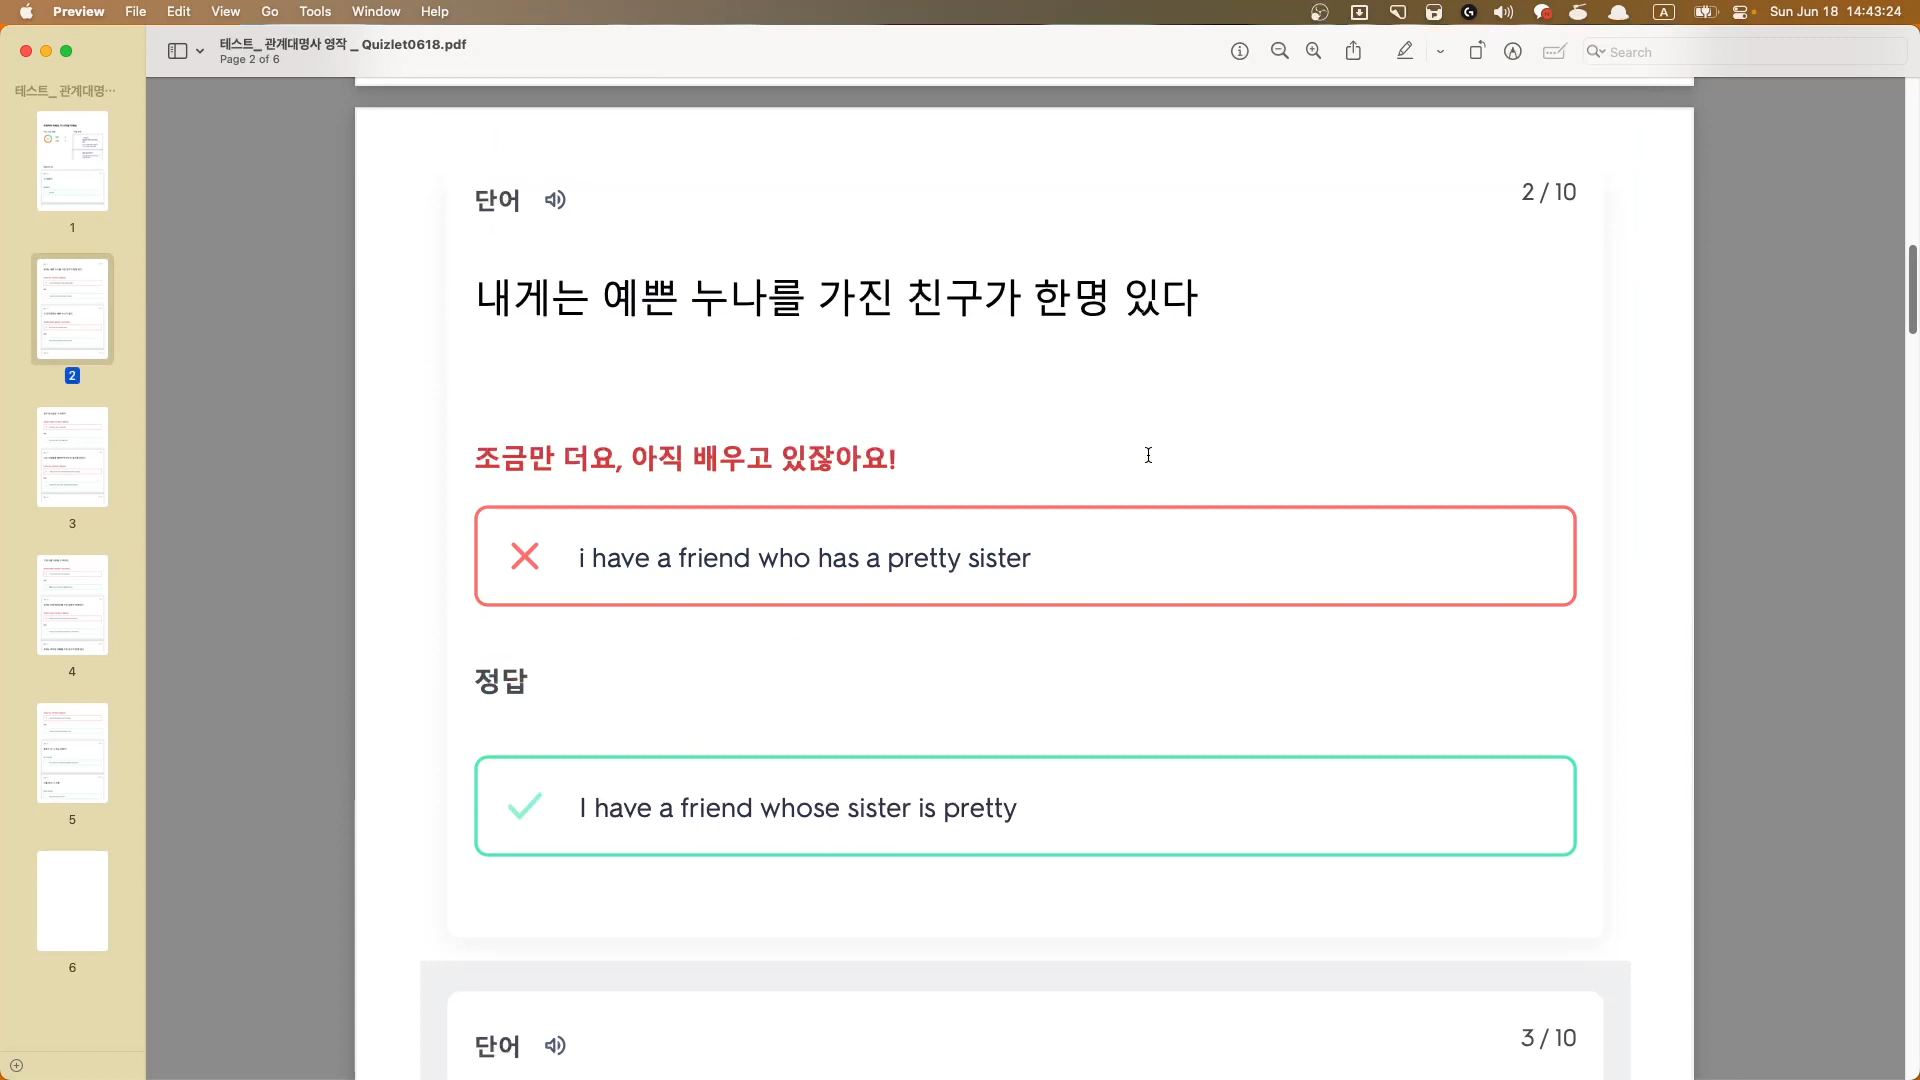 Preview File Edit View Go Tools Window Help
A Sun Jun 18 14:43:24
테스트_ 관계대명사 영작 _ Quizlet0618.pdf
Page 2 of 6
Search
테스트_ 관계대명…
1
2
3
4
5
6
단어 2 / 10
내게는 예쁜 누나를 가진 친구가 한명 있다
조금만 더요, 아직 배우고 있잖아요!
i have a friend who has a pretty sister
정답
I have a friend whose sister is pretty
단어 3 / 10